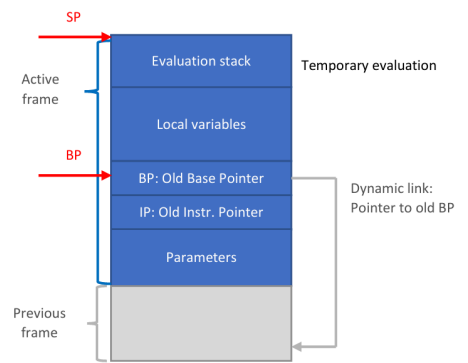 SP
Evaluation stack
Temporary evaluation
Active
frame
Local variables
BP
BP: Old Base Pointer
Dynamic link:
Pointer to old BP
IP: Old Instr. Pointer
Parameters
Previous
frame